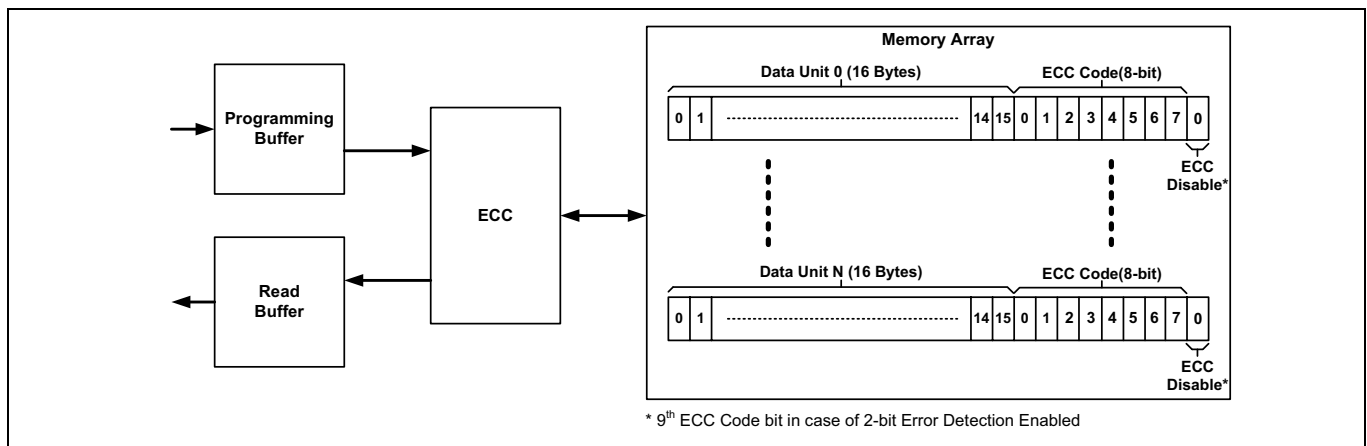 Memory Array
Data Unit 0 (16 Bytes) ECC Code(8-bit)
0 1 14 15 0 1 2 3 4 5 6 7 0
ECC
Disable*
Programming
Buffer
ECC
Read
Buffer
Data Unit N (16 Bytes) ECC Code(8-bit)
0 1 14 15 0 1 2 3 4 5 6 7 0
ECC
Disable*
* 9th ECC Code bit in case of 2-bit Error Detection Enabled